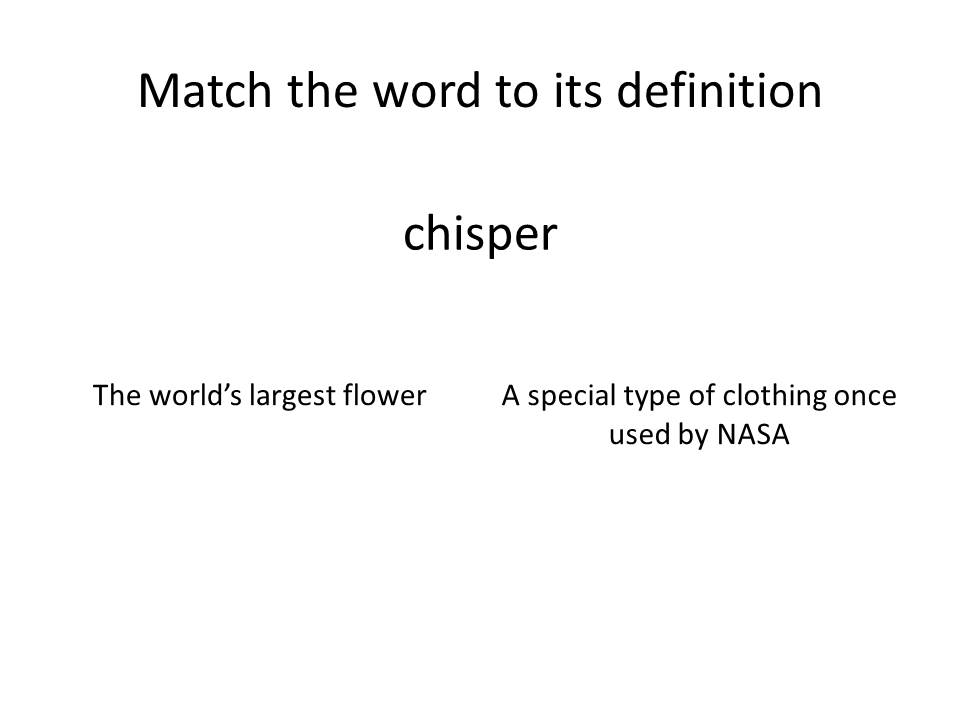 Match the word to its definition
chisper
The world’s largest flower
A special type of clothing once
used by NASA